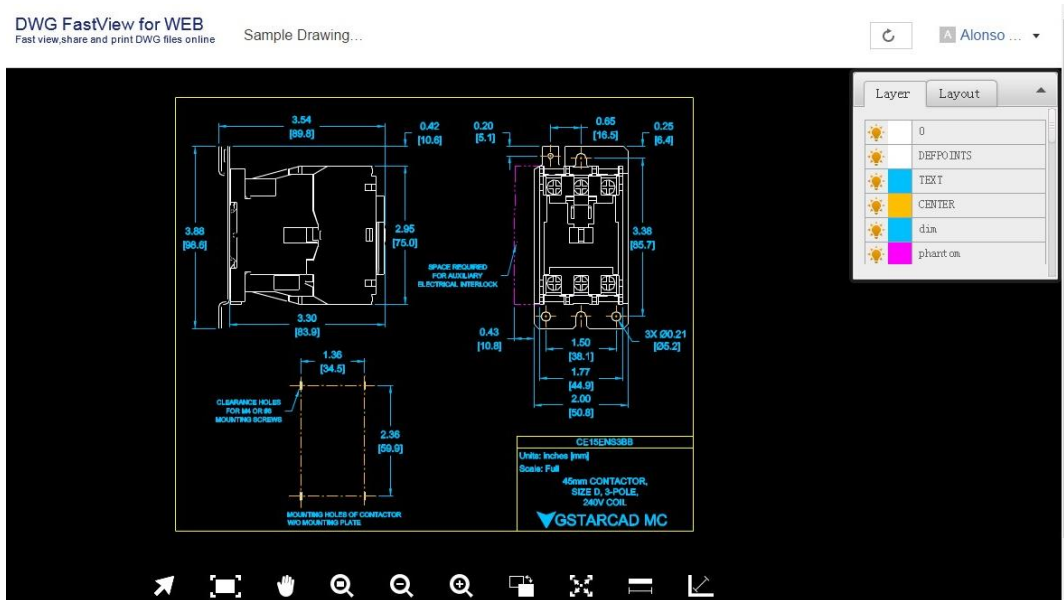 DWG FastView for WEB
Fast view,share and print DWG files online
Sample Drawing...
A Alonso ...
Layer
Layout
0
DEFPOINTS
TEXT
CENTER
dim
phantom
3.54
[89.8]
0.42
[10.6]
0.20
[5.1]
0.65
[16.5]
0.25
[6.4]
3.88
[98.6]
2.95
[75.0]
3.38
[85.7]
SPACE REQUIRED
FOR AUXILIARY
ELECTRICAL INTERLOCK
3.30
[83.9]
0.43
[10.8]
1.50
[38.1]
3X Ø0.21
[Ø5.2]
1.77
[44.9]
2.00
[50.8]
1.36
[34.5]
CLEARANCE HOLES
FOR M4 OR #8
MOUNTING SCREWS
2.36
[59.9]
MOUNTING HOLES OF CONTACTOR
W/O MOUNTING PLATE
CE15ENS3BB
Units: Inches [mm]
Scale: Full
45mm CONTACTOR,
SIZE D, 3-POLE,
240V COIL
GSTARCAD MC